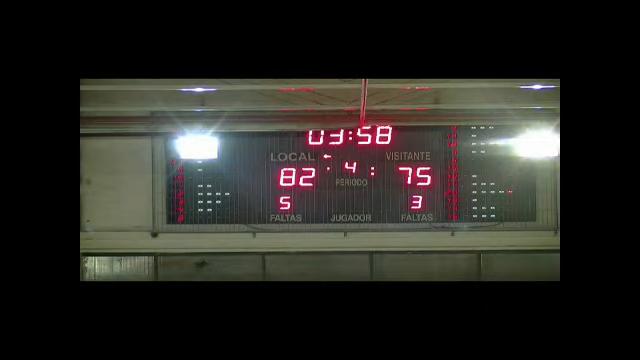 03:58
LOCAL 4 VISITANTE
82 PERIODO 75
5 3
FALTAS JUGADOR FALTAS